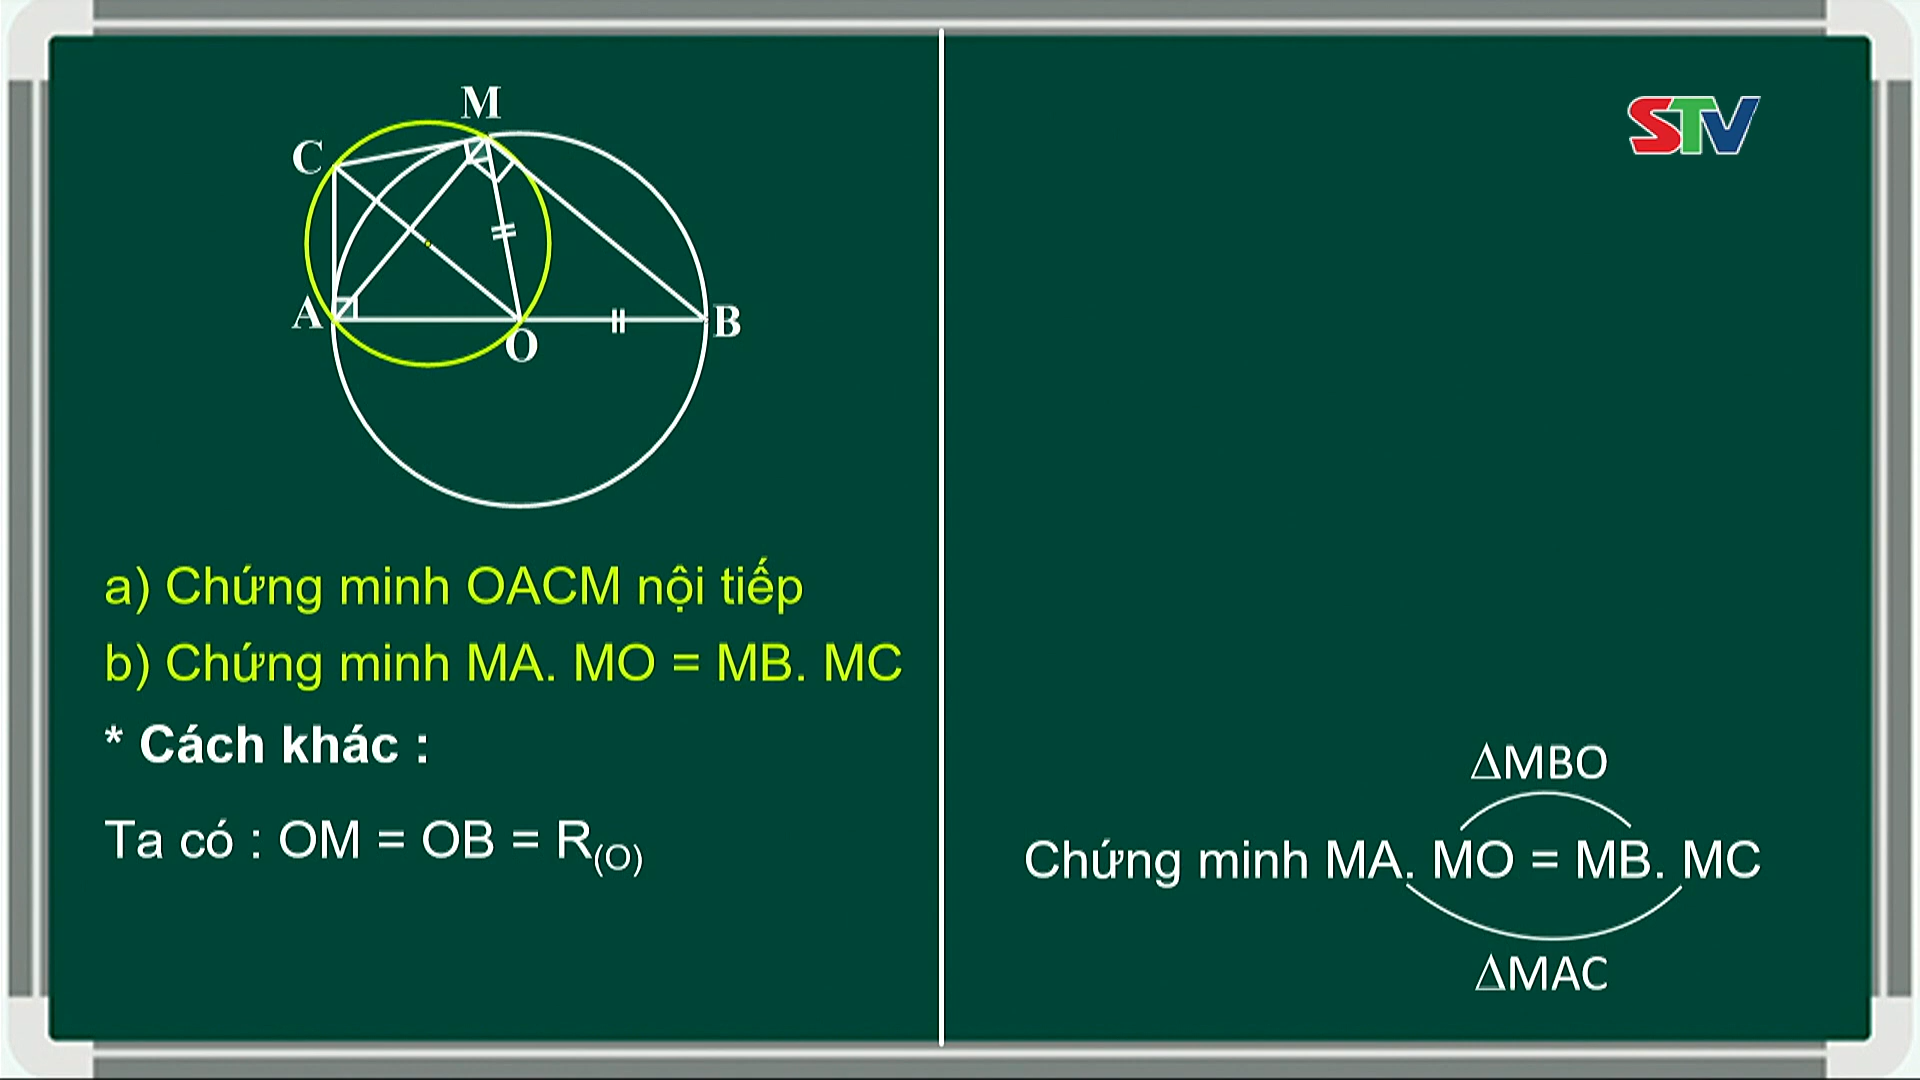 M
C
A
O
B
a) Chứng minh OACM nội tiếp
b) Chứng minh MA. MO = MB. MC
* Cách khác :
Ta có : OM = OB = R(O)
STV
ΔMBO
Chứng minh MA. MO = MB. MC
ΔMAC